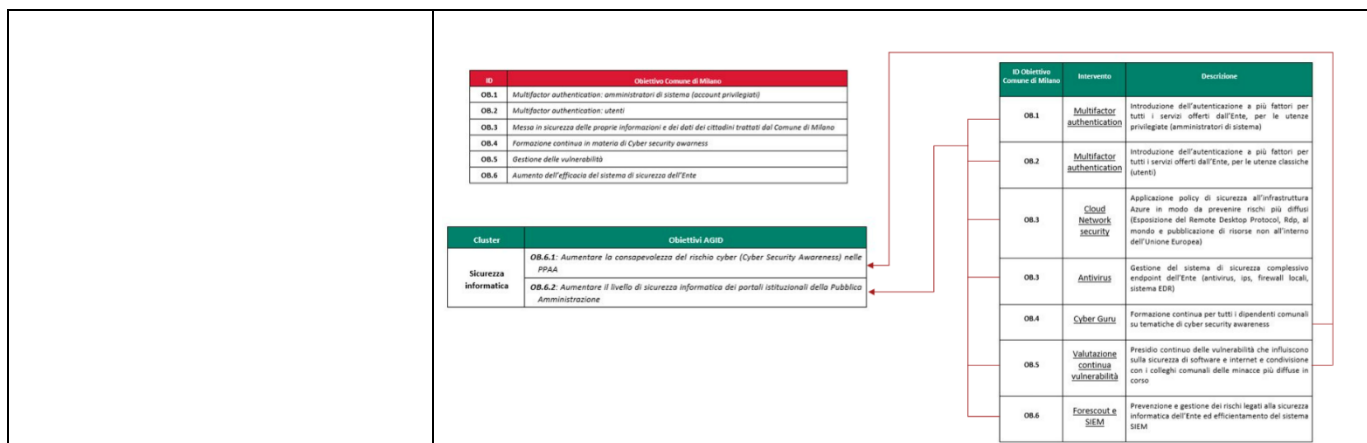 ID Obiettivo Comune di Milano
OB.1 Multifactor authentication: amministratori di sistema (account privilegiati)
OB.2 Multifactor authentication: utenti
OB.3 Messa in sicurezza delle proprie informazioni e dei dati dei cittadini trattati dal Comune di Milano
OB.4 Formazione continua in materia di Cyber security awarness
OB.5 Gestione delle vulnerabilità
OB.6 Aumento dell'efficacia del sistema di sicurezza dell'Ente
Cluster Obiettivi AGID
Sicurezza
informatica
OB.6.1: Aumentare la consapevolezza del rischio cyber (Cyber Security Awareness) nelle
PPAA
OB.6.2: Aumentare il livello di sicurezza informatica dei portali istituzionali della Pubblica
Amministrazione
ID Obiettivo
Comune di Milano
Intervento
Descrizione
OB.1
Multifactor
authentication
Introduzione dell'autenticazione a più fattori per
tutti i servizi offerti dall'Ente, per le utenze
privilegiate (amministratori di sistema)
OB.2
Multifactor
authentication
Introduzione dell'autenticazione a più fattori per
tutti i servizi offerti dall'Ente, per le utenze classiche
(utenti)
OB.3
Cloud
Network
security
Applicazione policy di sicurezza all'infrastruttura
Azure in modo da prevenire rischi più diffusi
(Esposizione del Remote Desktop Protocol, Rdp, al
mondo e pubblicazione di risorse non all'interno
dell'Unione Europea)
OB.3
Antivirus
Gestione del sistema di sicurezza complessivo
endpoint dell'Ente (antivirus, ips, firewall locali,
sistema EDR)
OB.4
Cyber Guru
Formazione continua per tutti i dipendenti comunali
su tematiche di cyber security awareness
OB.5
Valutazione
continua
vulnerabilità
Presidio continuo delle vulnerabilità che influiscono
sulla sicurezza di software e internet e condivisione
con i colleghi comunali delle minacce più diffuse in
corso
OB.6
Forescout e
SIEM
Prevenzione e gestione dei rischi legati alla sicurezza
informatica dell'Ente ed efficientamento del sistema
SIEM